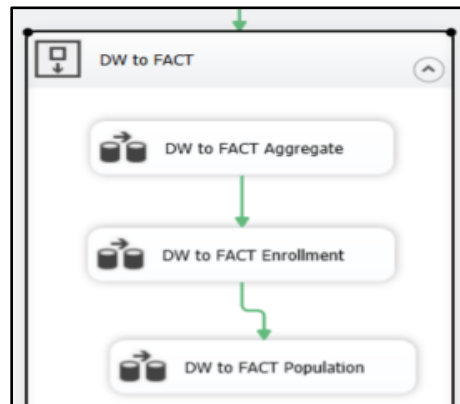 DW to FACT
DW to FACT Aggregate
DW to FACT Enrollment
DW to FACT Population